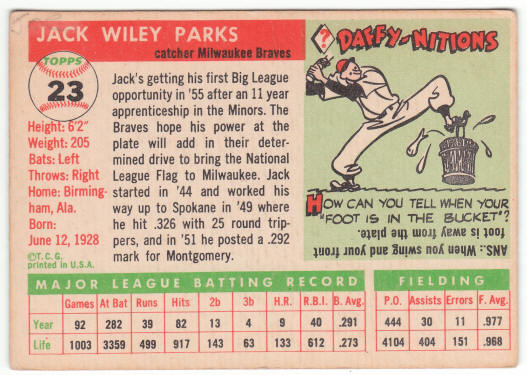 JACK WILEY PARKS
catcher Milwaukee Braves
TOPPS
23
Height: 6'2"
Weight: 205
Bats: Left
Throws: Right
Home: Birming-
ham, Ala.
Born:
June 12, 1928
©T.C.G.
printed in U.S.A.
Jack's getting his first Big League
opportunity in '55 after an 11 year
apprenticeship in the Minors. The
Braves hope his power at the
plate will add in their deter-
mined drive to bring the National
League Flag to Milwaukee. Jack
started in '44 and worked his
way up to Spokane in '49 where
he hit .326 with 25 round trip-
pers, and in '51 he posted a .292
mark for Montgomery.
?
DAFFY-NITIONS
HOW CAN YOU TELL WHEN YOUR
"FOOT IS IN THE BUCKET"?
ANS.: When you swing and your front
foot is away from the plate.
MAJOR LEAGUE BATTING RECORD
Games At Bat Runs Hits 2b 3b H.R. R.B.I. B. Avg.
Year 92 282 39 82 13 4 9 40 .291
Life 1003 3359 499 917 143 63 133 612 .273
FIELDING
P.O. Assists Errors F. Avg.
444 30 11 .977
4104 404 151 .968